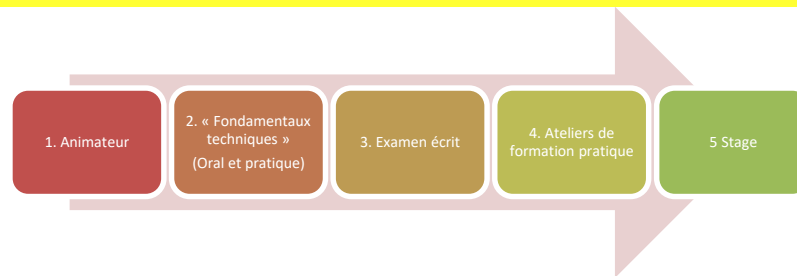 1. Animateur
2. « Fondamentaux
techniques »
(Oral et pratique)
3. Examen écrit
4. Ateliers de
formation pratique
5 Stage